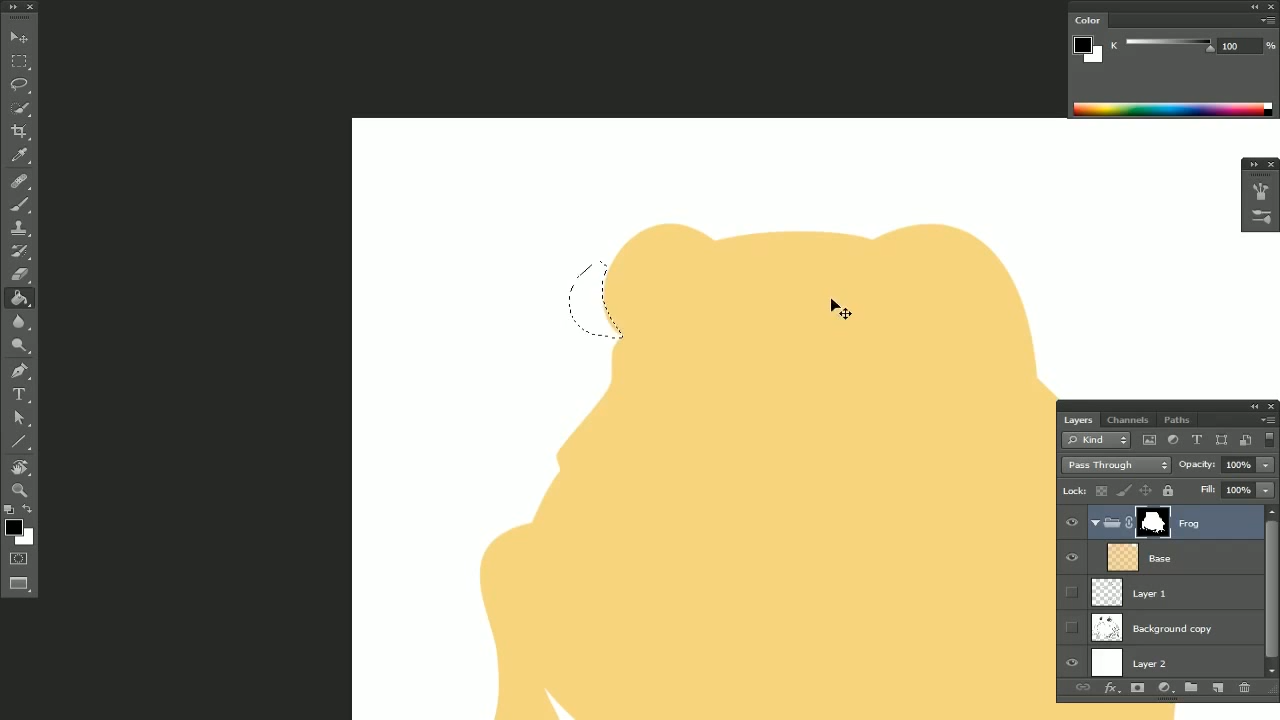 Color
K 100 %
Layers Channels Paths
Kind
Pass Through Opacity: 100%
Lock: Fill: 100%
Frog
Base
Layer 1
Background copy
Layer 2
T
fx